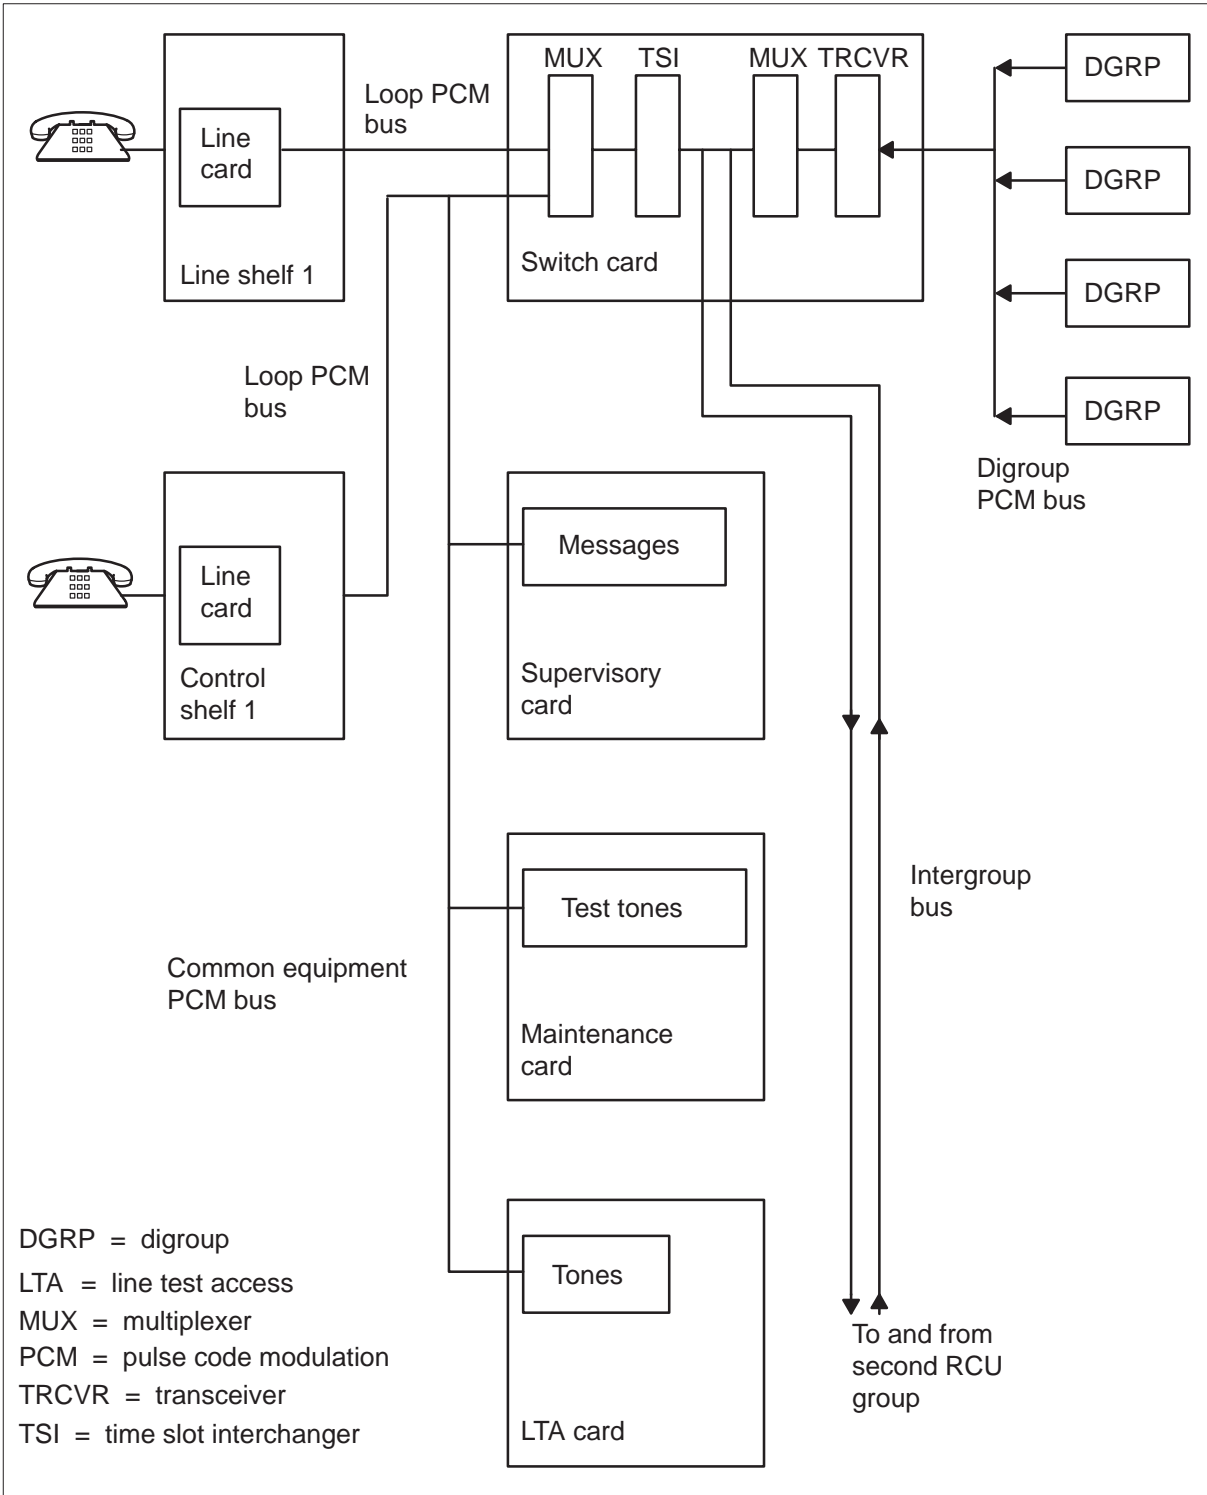 MUX TSI MUX TRCVR
DGRP
Loop PCM
bus
Line
card
DGRP
Switch card
Line shelf 1
DGRP
Loop PCM
bus
DGRP
Digroup
PCM bus
Messages
Line
card
Control
shelf 1
Supervisory
card
Intergroup
bus
Test tones
Common equipment
PCM bus
Maintenance
card
DGRP = digroup
LTA = line test access
MUX = multiplexer
PCM = pulse code modulation
TRCVR = transceiver
TSI = time slot interchanger
Tones
LTA card
To and from
second RCU
group